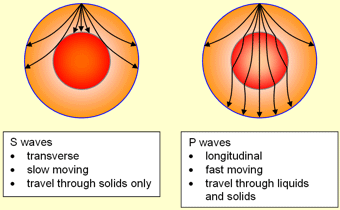 S waves
• transverse
• slow moving
• travel through solids only
P waves
• longitudinal
• fast moving
• travel through liquids
and solids